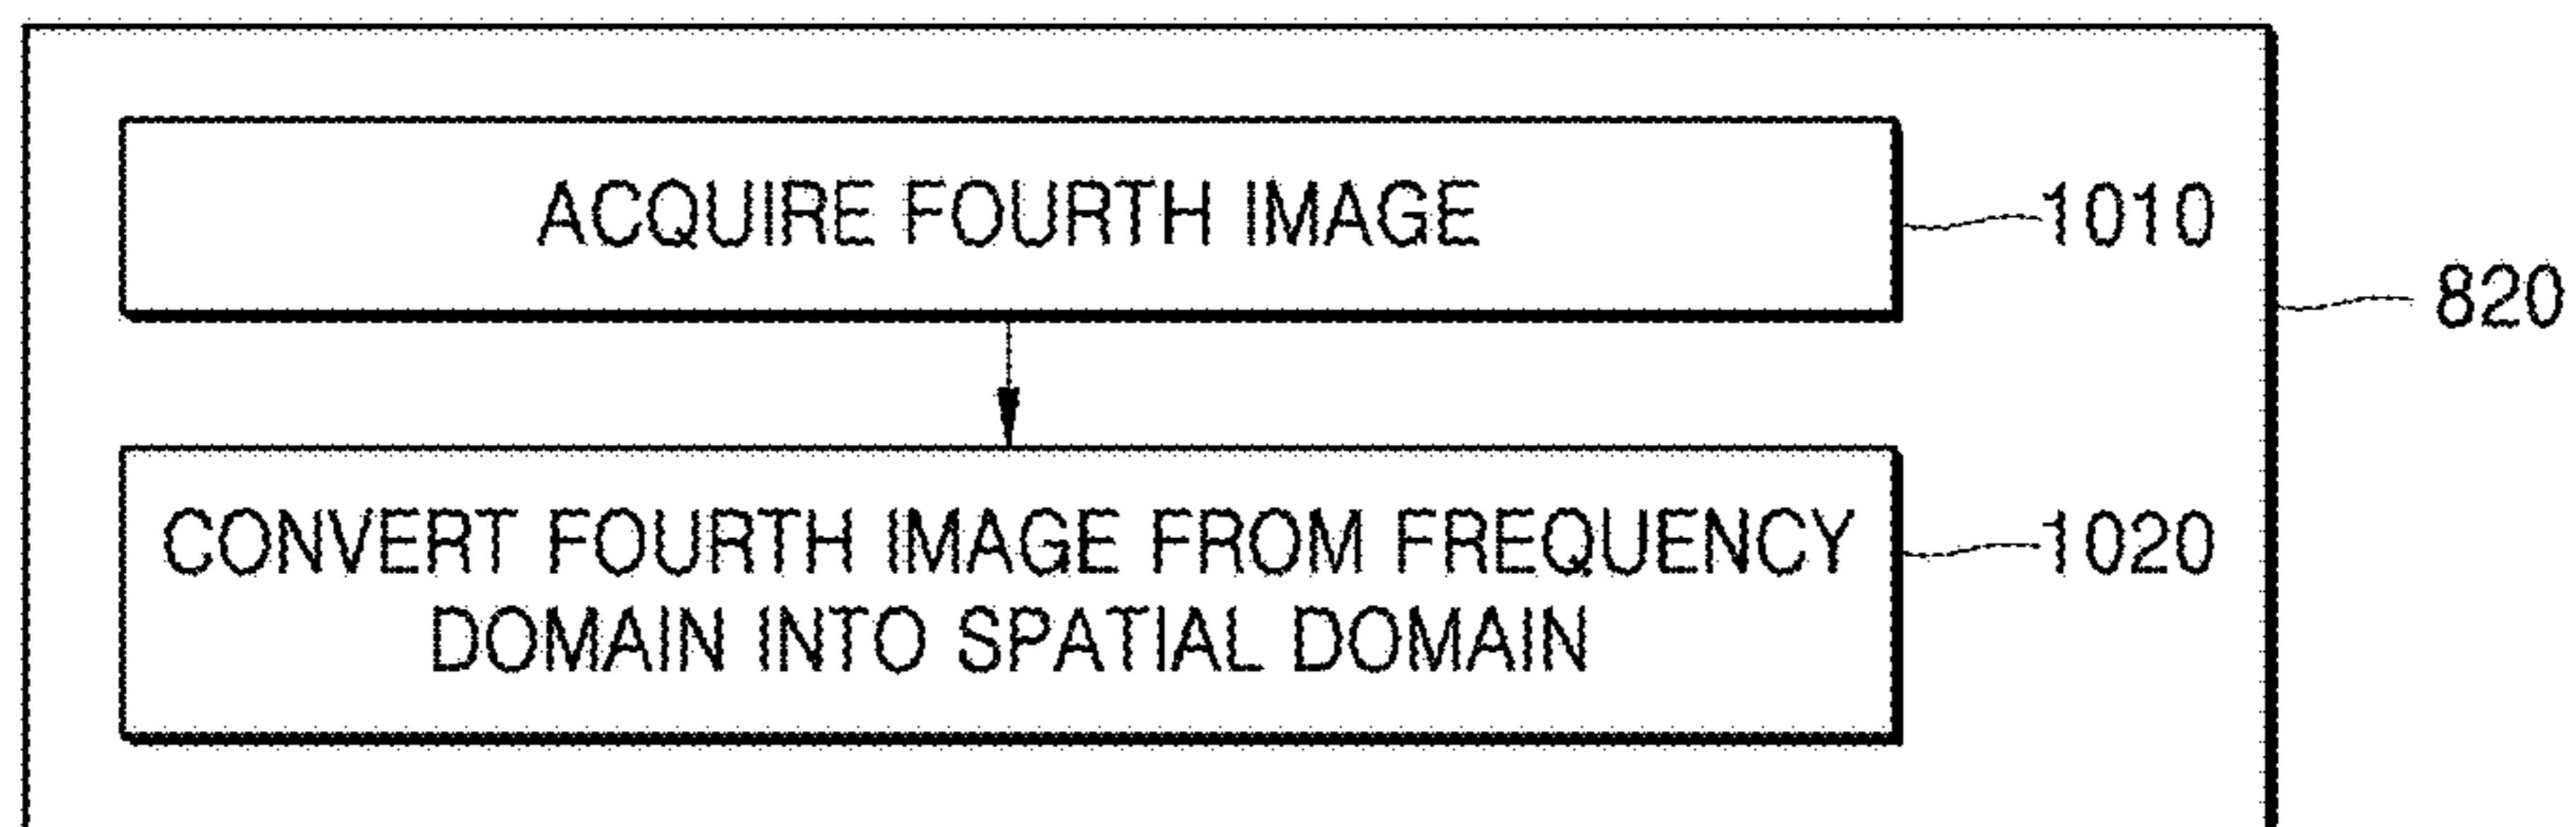 ACQUIRE FOURTH IMAGE
1010
820
CONVERT FOURTH IMAGE FROM FREQUENCY
DOMAIN INTO SPATIAL DOMAIN
1020